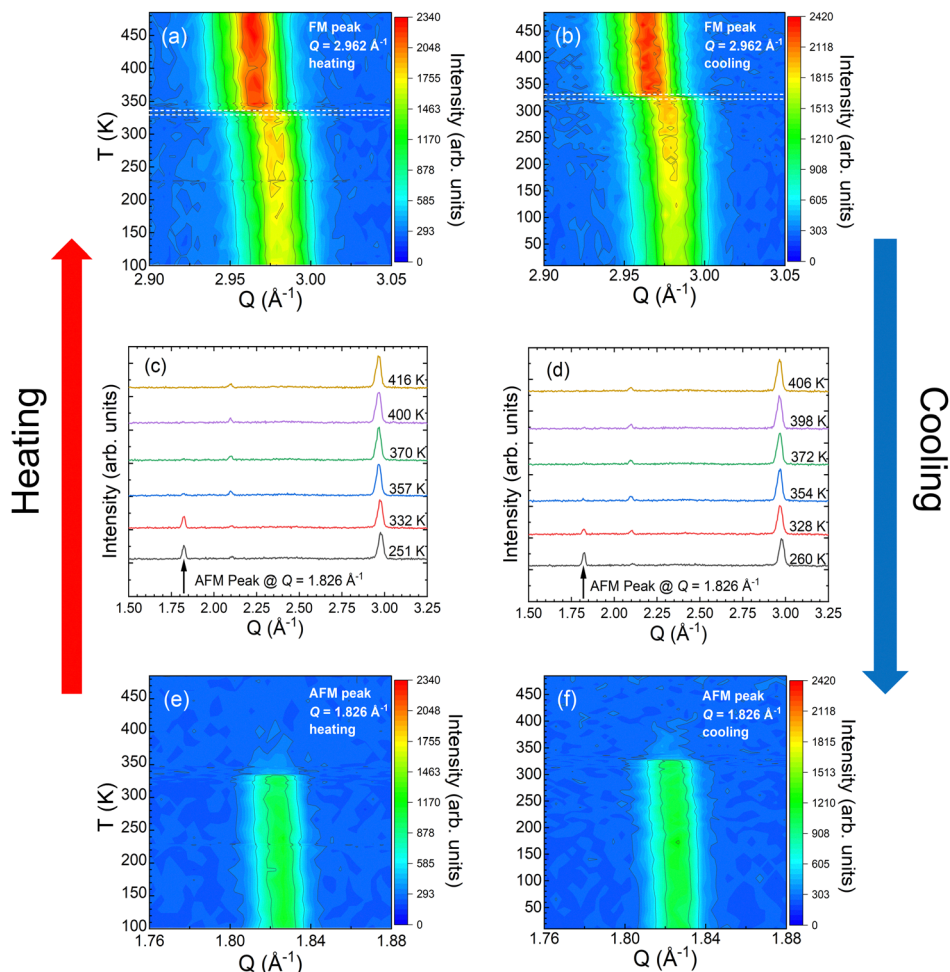 (a)
FM peak
Q = 2.962 Å⁻¹
heating
T (K)
450
400
350
300
250
200
150
100
2.90
2.95
3.00
3.05
Q (Å⁻¹)
2340
2048
1755
1463
1170
878
585
293
0
Intensity (arb. units)
(b)
FM peak
Q = 2.962 Å⁻¹
cooling
450
400
350
300
250
200
150
100
50
2.90
2.95
3.00
3.05
Q (Å⁻¹)
2420
2118
1815
1513
1210
908
605
303
0
Intensity (arb. units)
Heating
(c)
416 K
400 K
370 K
357 K
332 K
251 K
AFM Peak @ Q = 1.826 Å⁻¹
Intensity (arb. units)
1.50
1.75
2.00
2.25
2.50
2.75
3.00
3.25
Q (Å⁻¹)
(d)
406 K
398 K
372 K
354 K
328 K
260 K
AFM Peak @ Q = 1.826 Å⁻¹
Intensity (arb. units)
1.50
1.75
2.00
2.25
2.50
2.75
3.00
3.25
Q (Å⁻¹)
Cooling
(e)
AFM peak
Q = 1.826 Å⁻¹
heating
T (K)
450
400
350
300
250
200
150
100
1.76
1.80
1.84
1.88
Q (Å⁻¹)
2340
2048
1755
1463
1170
878
585
293
0
Intensity (arb. units)
(f)
AFM peak
Q = 1.826 Å⁻¹
cooling
450
400
350
300
250
200
150
100
50
1.76
1.80
1.84
1.88
Q (Å⁻¹)
2420
2118
1815
1513
1210
908
605
303
0
Intensity (arb. units)